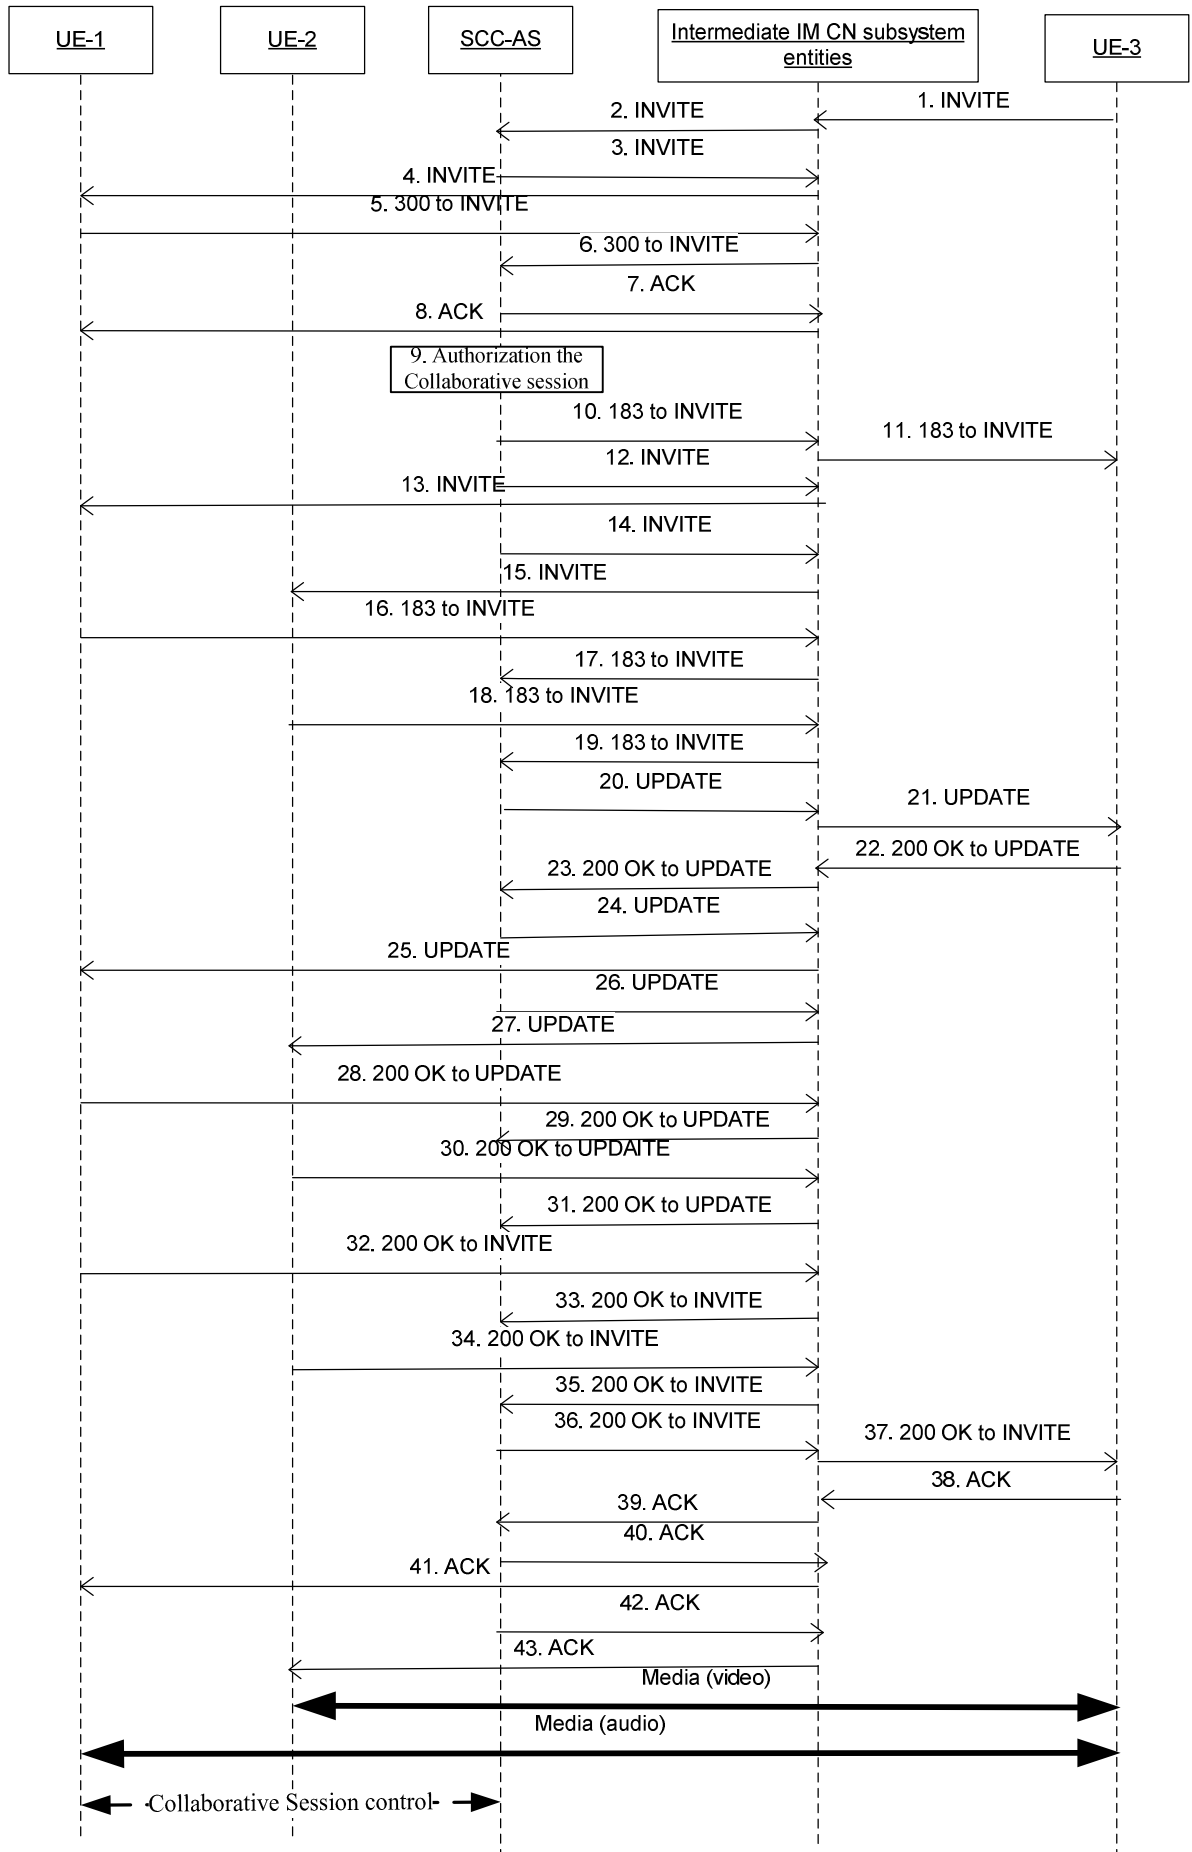 UE-1
UE-2
SCC-AS
Intermediate IM CN subsystem
entities
UE-3
1. INVITE
2. INVITE
3. INVITE
4. INVITE
5. 300 to INVITE
6. 300 to INVITE
7. ACK
8. ACK
9. Authorization the
Collaborative session
10. 183 to INVITE
11. 183 to INVITE
12. INVITE
13. INVITE
14. INVITE
15. INVITE
16. 183 to INVITE
17. 183 to INVITE
18. 183 to INVITE
19. 183 to INVITE
20. UPDATE
21. UPDATE
22. 200 OK to UPDATE
23. 200 OK to UPDATE
24. UPDATE
25. UPDATE
26. UPDATE
27. UPDATE
28. 200 OK to UPDATE
29. 200 OK to UPDATE
30. 200 OK to UPDAITE
31. 200 OK to UPDATE
32. 200 OK to INVITE
33. 200 OK to INVITE
34. 200 OK to INVITE
35. 200 OK to INVITE
36. 200 OK to INVITE
37. 200 OK to INVITE
38. ACK
39. ACK
40. ACK
41. ACK
42. ACK
43. ACK
Media (video)
Media (audio)
Collaborative Session control